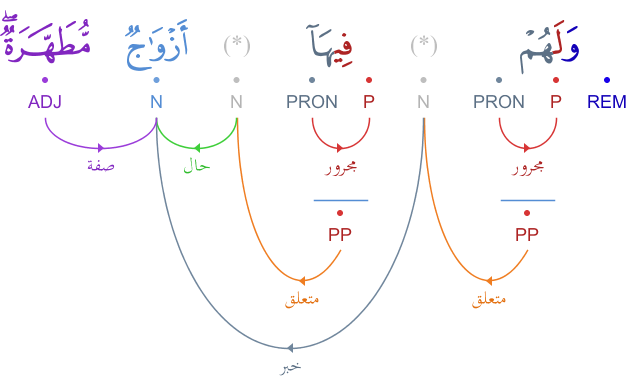 وَلَهُمْ (*) فِيهَآ (*) أَزْوَٰجٌ مُّطَهَّرَةٌ ۖ
REM P PRON N P PRON N N ADJ
مجرور مجرور حال صفة
PP PP
متعلق متعلق
خبر